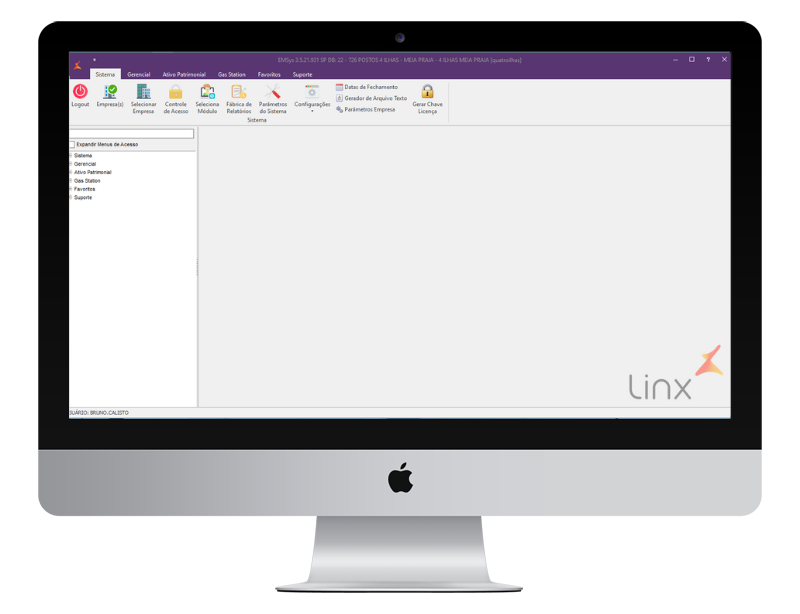 EMSys 3.5.21.931 SP DB: 22 - 726 POSTOS 4 ILHAS - MEIA PRAIA - 4 ILHAS MEIA PRAIA [quatroilhas]
Sistema Gerencial Ativo Patrimonial Gas Station Favoritos Suporte
Logout Empresa(s) Selecionar Empresa Controle de Acesso Seleciona Módulo Fábrica de Relatórios Parâmetros do Sistema Configurações Datas de Fechamento
Gerador de Arquivo Texto
Parâmetros Empresa
Gerar Chave Licença
Sistema
Expandir Menus de Acesso
Sistema
Gerencial
Ativo Patrimonial
Gas Station
Favoritos
Suporte
Linx
UÁRIO: BRUNO.CALISTO